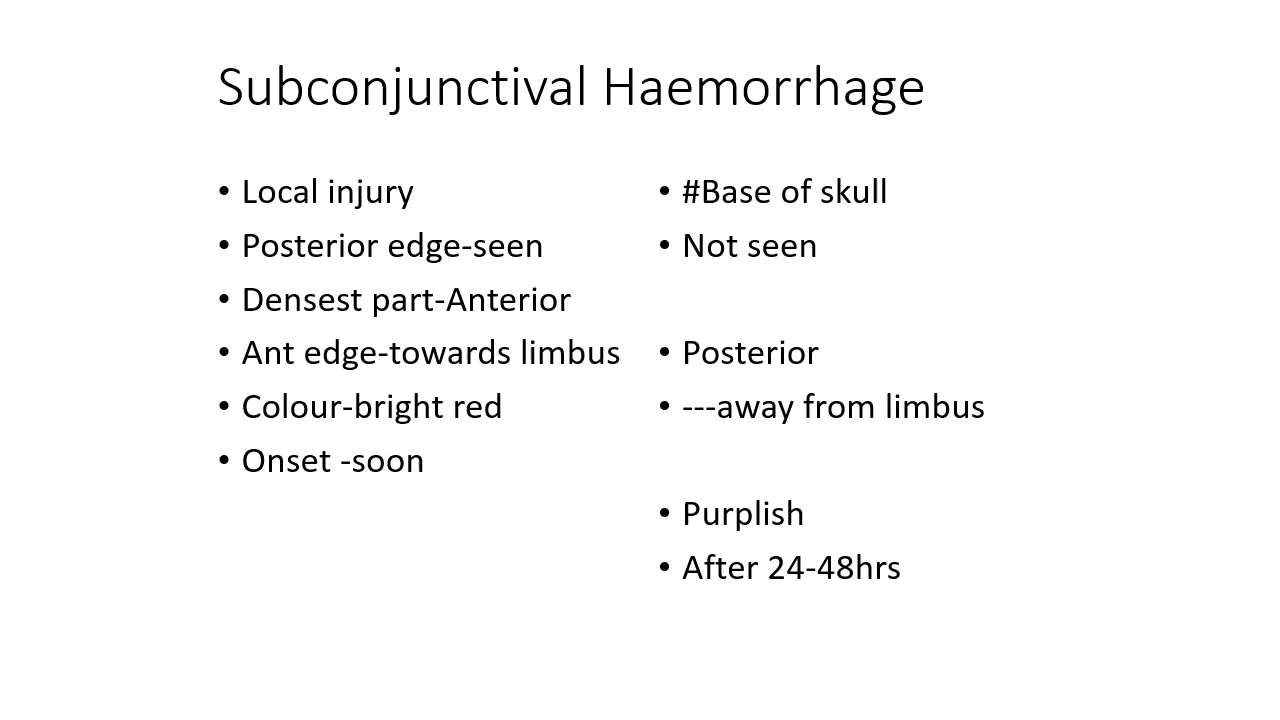 Subconjunctival Haemorrhage
• Local injury
• Posterior edge-seen
• Densest part-Anterior
• Ant edge-towards limbus
• Colour-bright red
• Onset -soon
• #Base of skull
• Not seen
• Posterior
• ---away from limbus
• Purplish
• After 24-48hrs